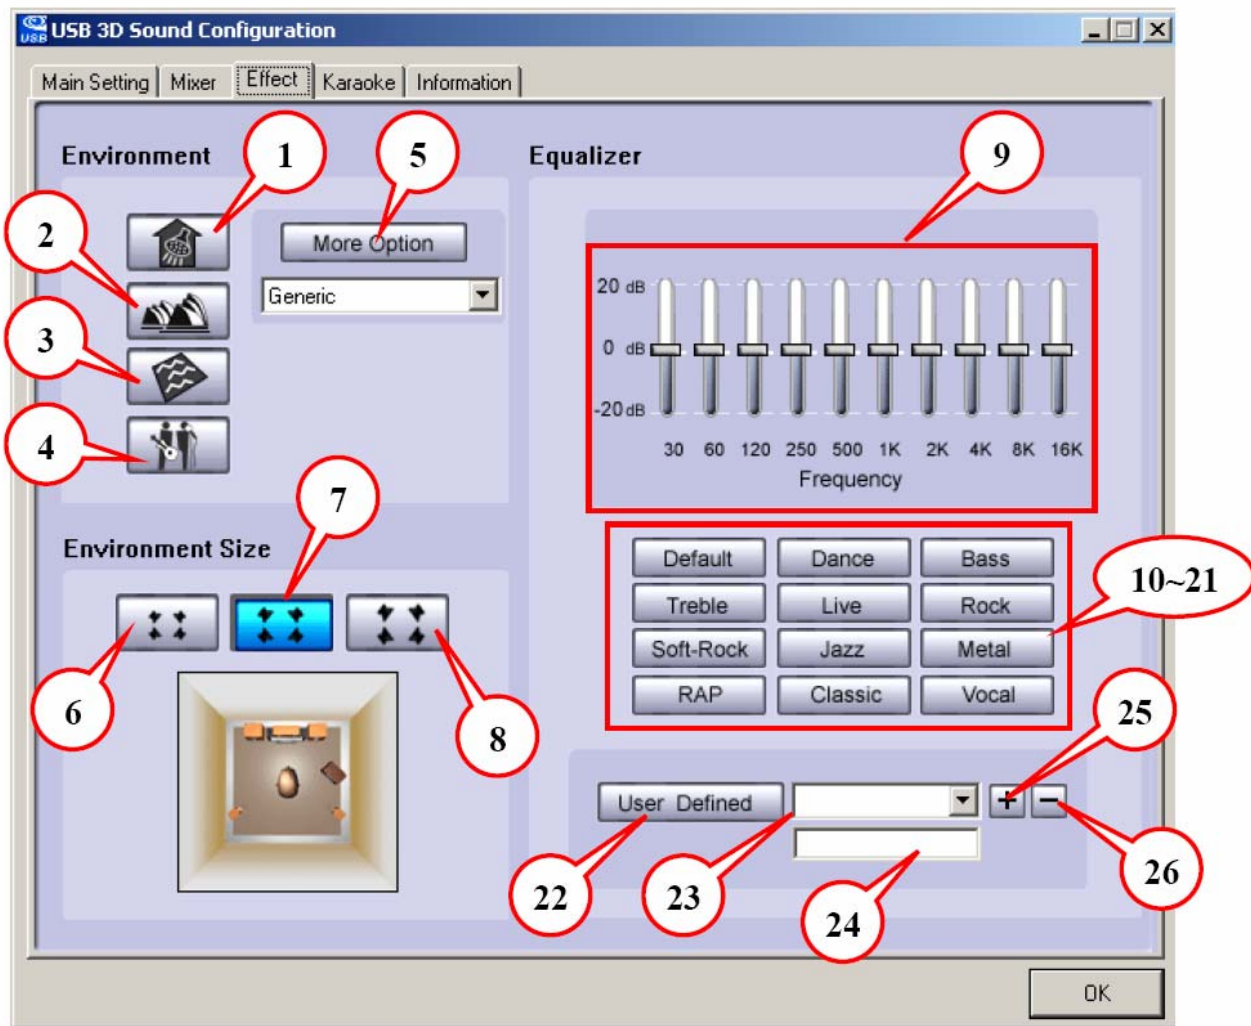 USB 3D Sound Configuration
USB
Main Setting Mixer Effect Karaoke Information
Environment
1
5
Equalizer
9
2
More Option
Generic
3
4
20 dB
0 dB
-20 dB
30 60 120 250 500 1K 2K 4K 8K 16K
Frequency
7
Environment Size
6
8
Default Dance Bass
Treble Live Rock
Soft-Rock Jazz Metal
RAP Classic Vocal
10~21
25
User Defined
22
23
24
26
OK